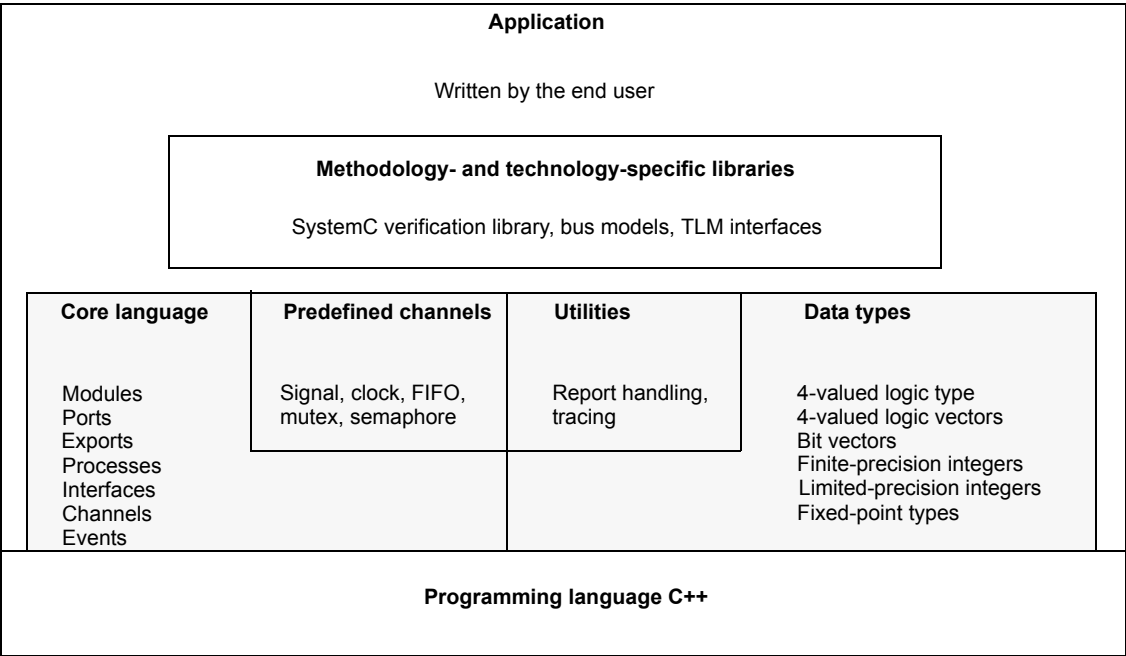 Application
Written by the end user
Methodology- and technology-specific libraries
SystemC verification library, bus models, TLM interfaces
Core language
Modules
Ports
Exports
Processes
Interfaces
Channels
Events
Predefined channels
Signal, clock, FIFO,
mutex, semaphore
Utilities
Report handling,
tracing
Data types
4-valued logic type
4-valued logic vectors
Bit vectors
Finite-precision integers
Limited-precision integers
Fixed-point types
Programming language C++